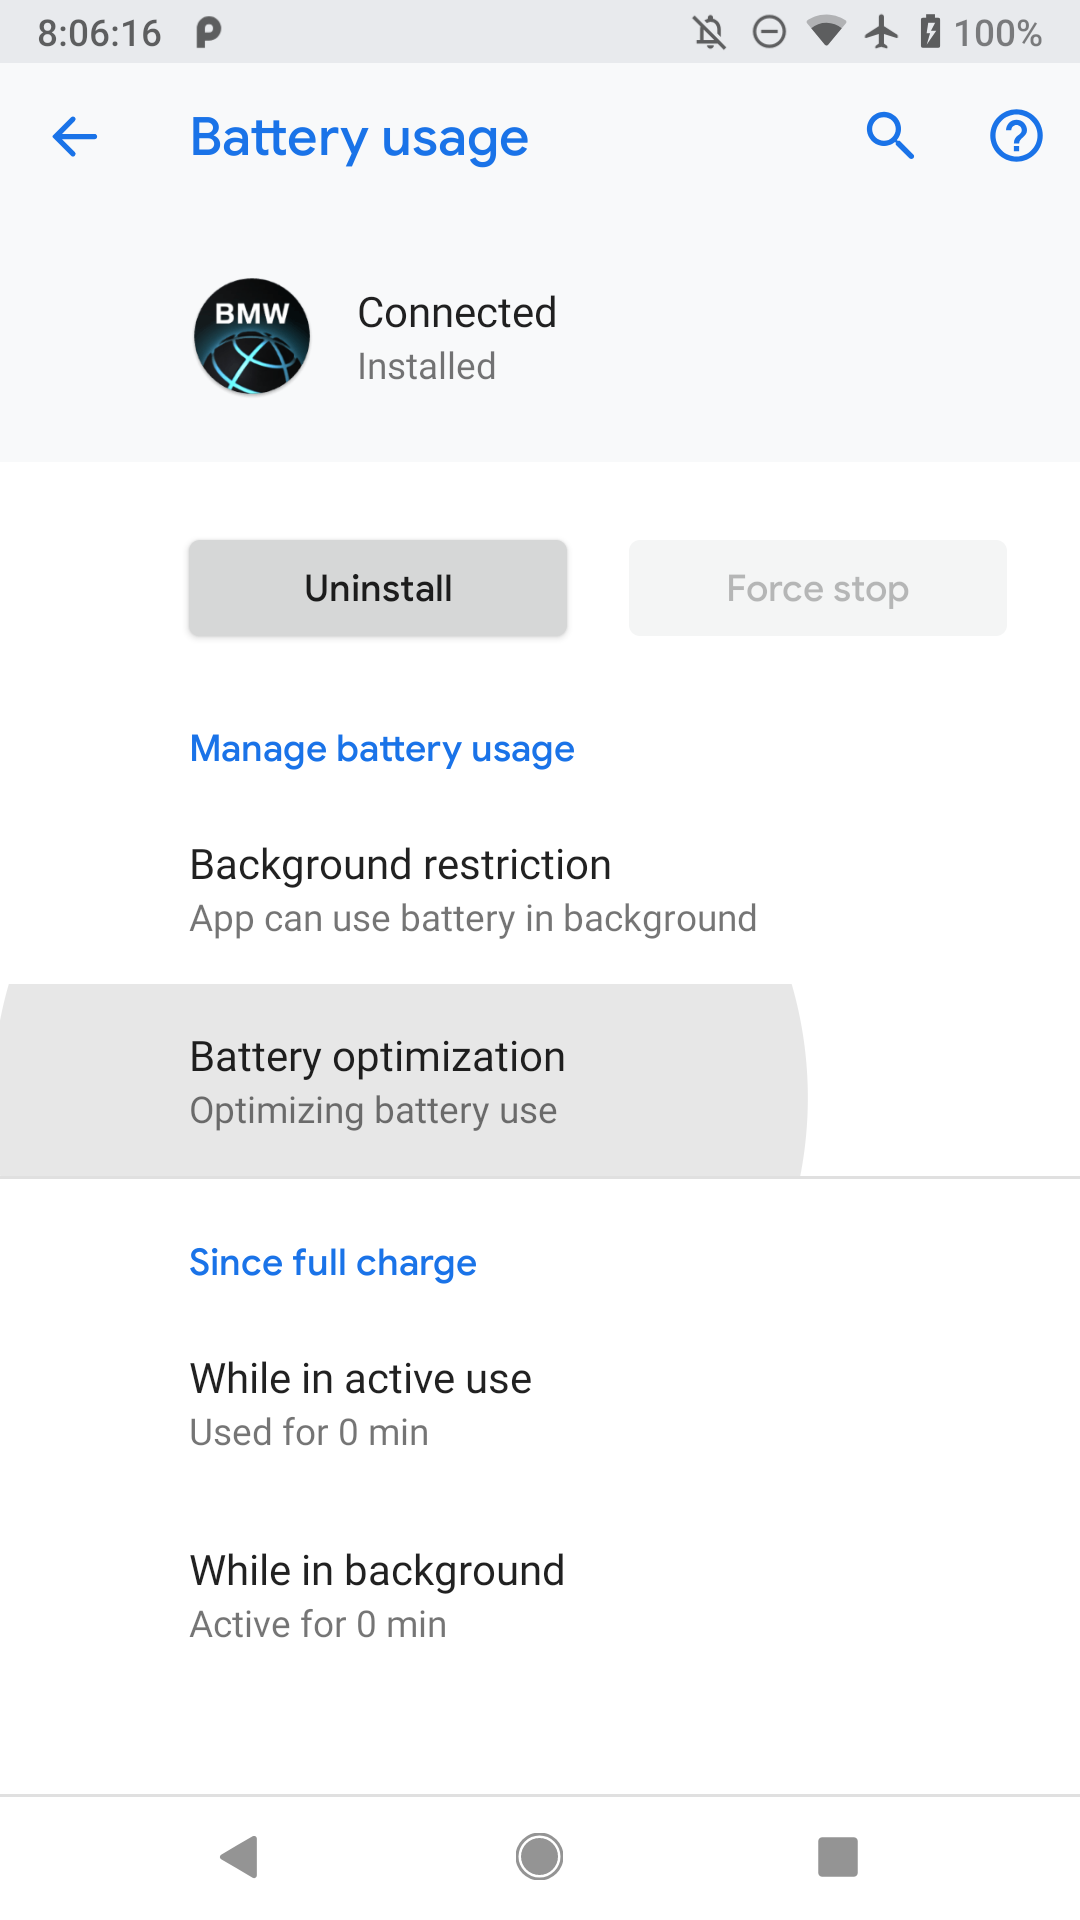 8:06:16 100%
Battery usage
BMW
Connected
Installed
Uninstall Force stop
Manage battery usage
Background restriction
App can use battery in background
Battery optimization
Optimizing battery use
Since full charge
While in active use
Used for 0 min
While in background
Active for 0 min